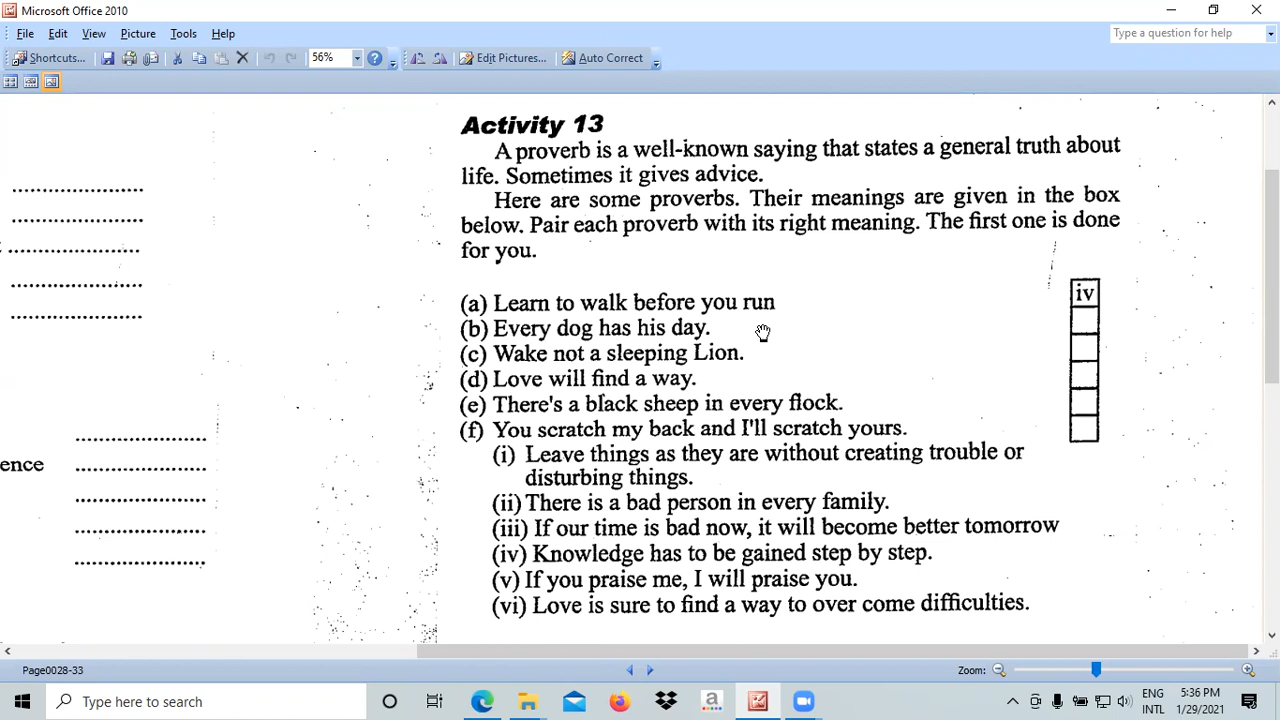 Microsoft Office 2010
File Edit View Picture Tools Help
Type a question for help
Shortcuts... 56% Edit Pictures... Auto Correct
Activity 13
A proverb is a well-known saying that states a general truth about
life. Sometimes it gives advice.
Here are some proverbs. Their meanings are given in the box
below. Pair each proverb with its right meaning. The first one is done
for you.
(a) Learn to walk before you run
iv
(b) Every dog has his day.
(c) Wake not a sleeping Lion.
(d) Love will find a way.
(e) There's a black sheep in every flock.
(f) You scratch my back and I'll scratch yours.
(i) Leave things as they are without creating trouble or
disturbing things.
(ii) There is a bad person in every family.
(iii) If our time is bad now, it will become better tomorrow
(iv) Knowledge has to be gained step by step.
(v) If you praise me, I will praise you.
(vi) Love is sure to find a way to over come difficulties.
ence
Page0028-33
Zoom:
Type here to search
a
ENG
INTL
5:36 PM
1/29/2021